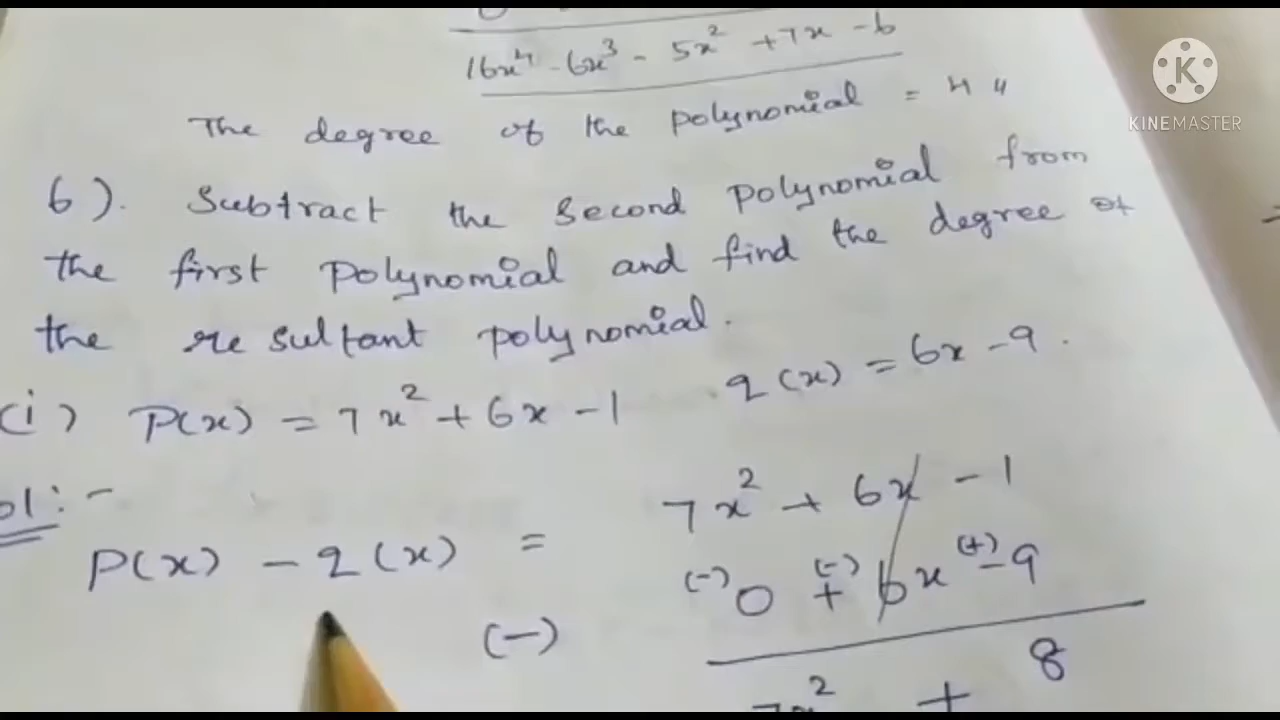 16x⁴ - 6x³ - 5x² + 7x - 6
The degree of the polynomial = 4 "
6). Subtract the second polynomial from
the first polynomial and find the degree of
the resultant polynomial.
(i) P(x) = 7x² + 6x - 1 q(x) = 6x - 9.
ol:-
7x² + 6x - 1
P(x) - q(x) =
(-) 0 (-) + 6x (+) - 9
(-)
7x² + 8
K
KINEMASTER